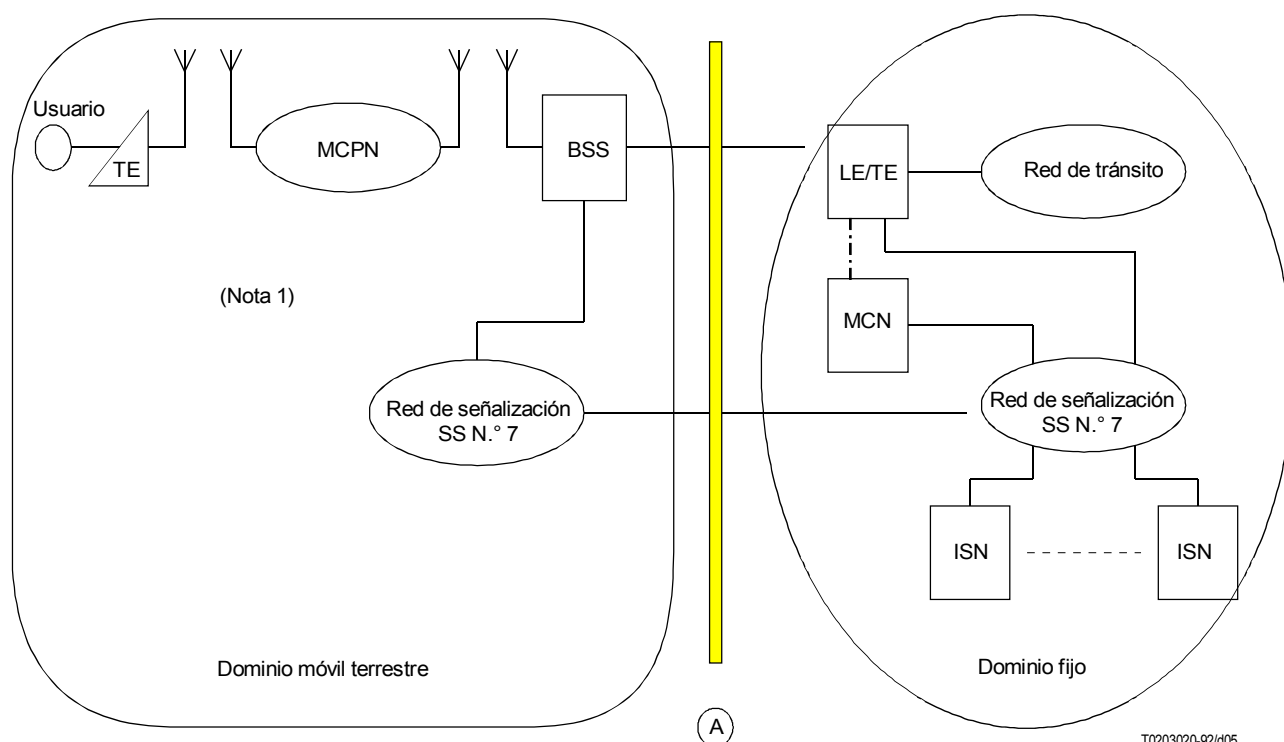 Usuario
TE
MCPN
BSS
(Nota 1)
Red de señalización
SS N.° 7
Dominio móvil terrestre
A
LE/TE
Red de tránsito
MCN
Red de señalización
SS N.° 7
ISN
ISN
Dominio fijo
T0203020-92/d05